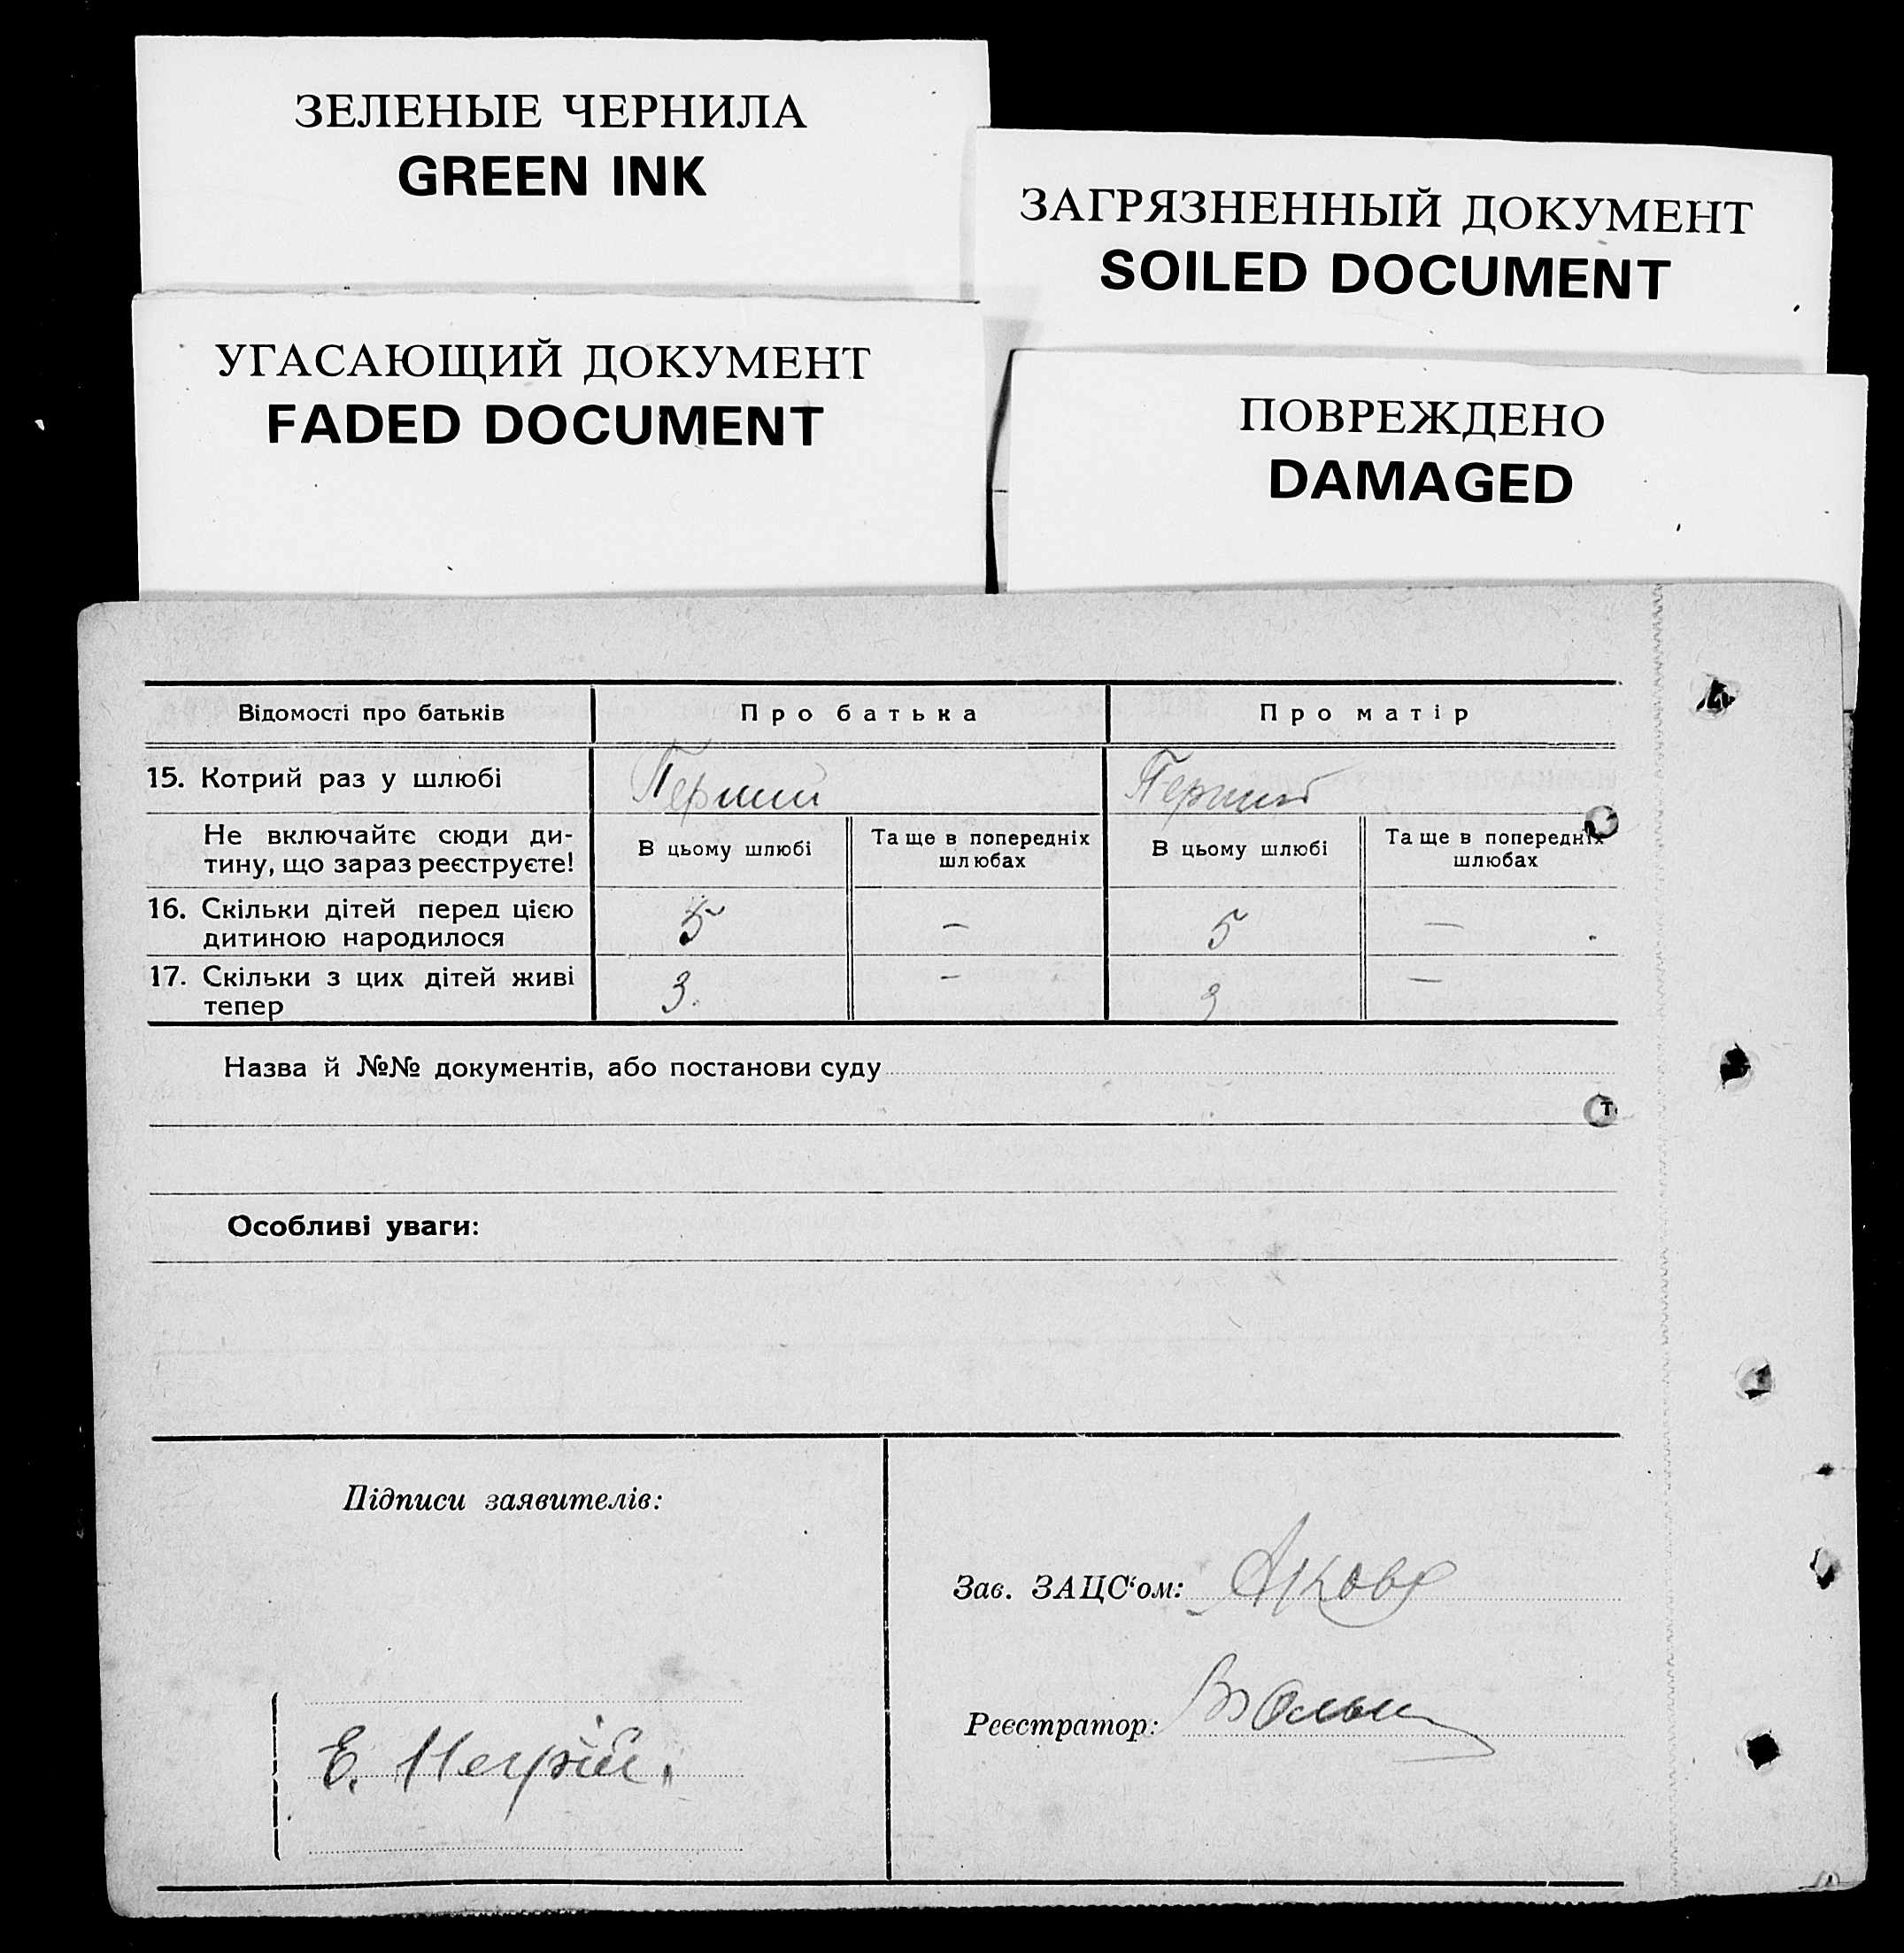 ЗЕЛЕНЫЕ ЧЕРНИЛА
GREEN INK
ЗАГРЯЗНЕННЫЙ ДОКУМЕНТ
SOILED DOCUMENT
УГАСАЮЩИЙ ДОКУМЕНТ
FADED DOCUMENT
ПОВРЕЖДЕНО
DAMAGED
Відомості про батьків Про батька Про матір
15. Котрий раз у шлюбі Перший Перший
Не включайтє сюди ди-
тину, що зараз реєструєте!
В цьому шлюбі
Та ще в попередніх
шлюбах
В цьому шлюбі
Та ще в попередніх
шлюбах
16. Скільки дітей перед цією
дитиною народилося
5 — 5 —
17. Скільки з цих дітей живі
тепер
3. — 3 —
Назва й №№ документів, або постанови суду
Особливі уваги:
Підписи заявителів:
Зав. ЗАЦС‘ом:
Реєстратор:
Е.